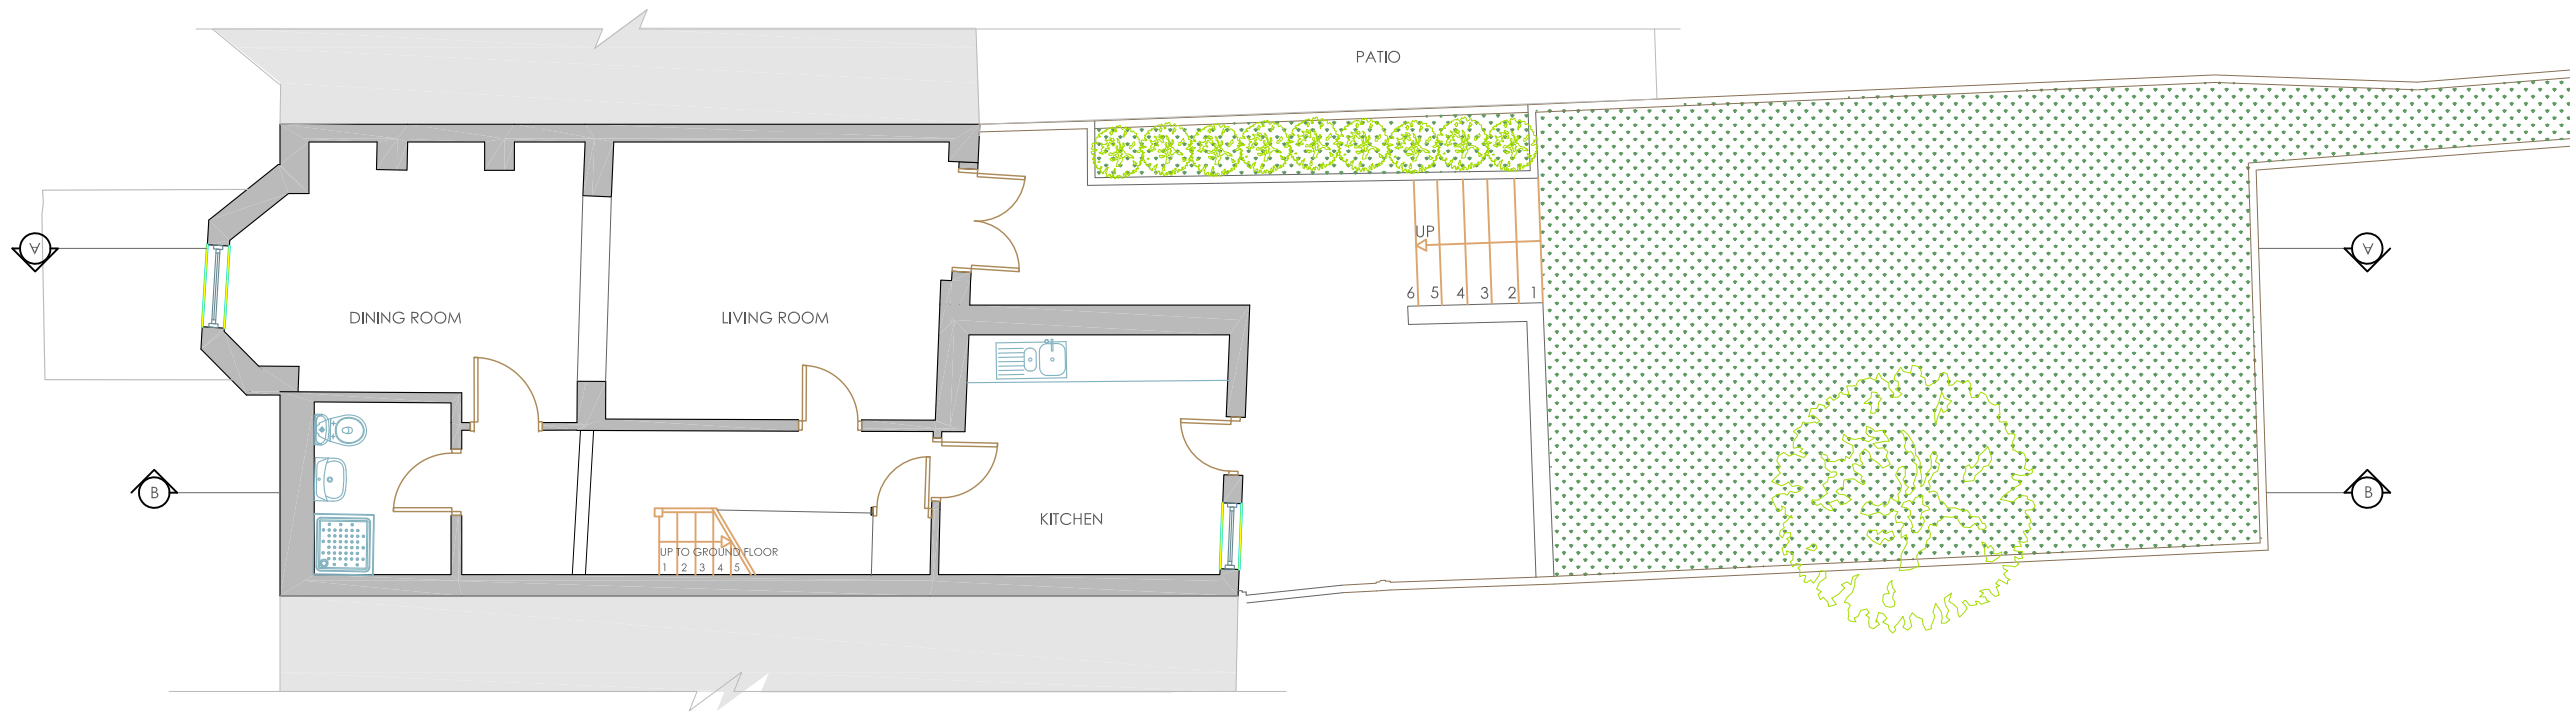 PATIO
A
A
UP
6 5 4 3 2 1
DINING ROOM
LIVING ROOM
B
B
KITCHEN
UP TO GROUND FLOOR
1 2 3 4 5